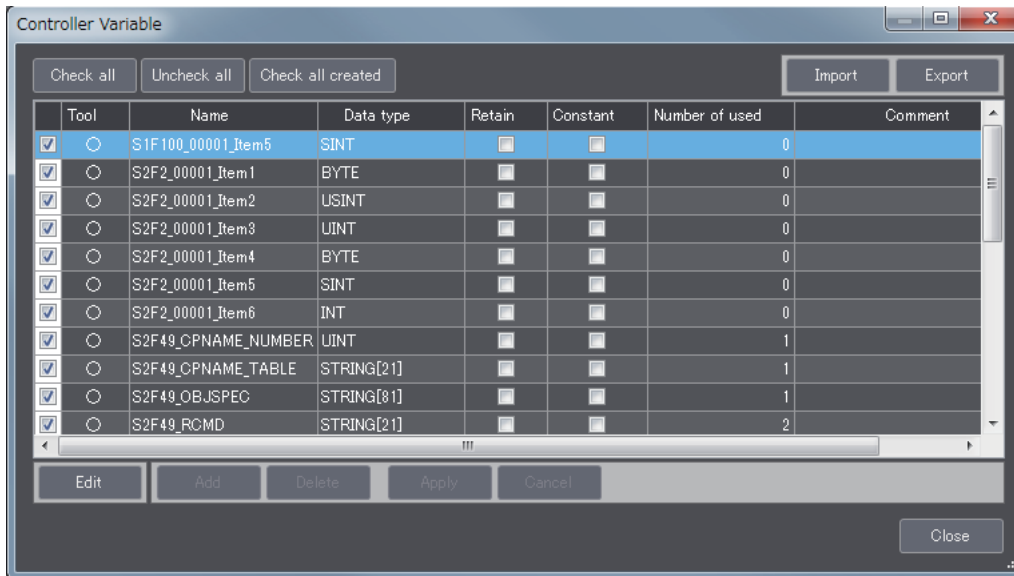 Controller Variable
Check all Uncheck all Check all created Import Export
Tool Name Data type Retain Constant Number of used Comment
S1F100_00001_Item5 SINT 0
S2F2_00001_Item1 BYTE 0
S2F2_00001_Item2 USINT 0
S2F2_00001_Item3 UINT 0
S2F2_00001_Item4 BYTE 0
S2F2_00001_Item5 SINT 0
S2F2_00001_Item6 INT 0
S2F49_CPNAME_NUMBER UINT 1
S2F49_CPNAME_TABLE STRING[21] 1
S2F49_OBJSPEC STRING[81] 1
S2F49_RCMD STRING[21] 2
Edit Add Delete Apply Cancel
Close